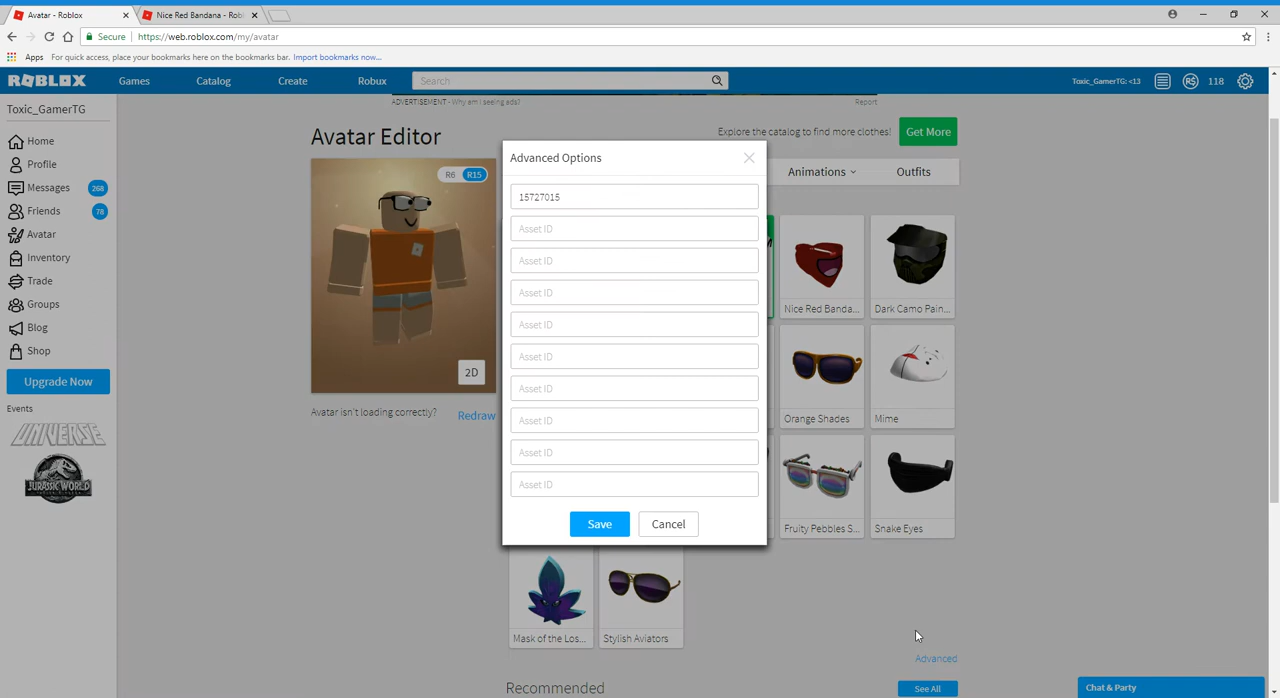 Avatar - Roblox
Nice Red Bandana - Rob
Secure https://web.roblox.com/my/avatar
Apps For quick access, place your bookmarks here on the bookmarks bar. Import bookmarks now...
ROBLOX Games Catalog Create Robux Search Toxic_GamerTG: <13 R$ 118
ADVERTISEMENT - Why am I seeing ads? Report
Toxic_GamerTG
Home
Profile
Messages 268
Friends 78
Avatar
Inventory
Trade
Groups
Blog
Shop
Upgrade Now
Events
UNIVERSE
JURASSIC WORLD
Avatar Editor
Explore the catalog to find more clothes! Get More
R6 R15
2D
Avatar isn't loading correctly? Redraw
Animations Outfits
Advanced Options
15727015
Asset ID
Asset ID
Asset ID
Asset ID
Asset ID
Asset ID
Asset ID
Asset ID
Asset ID
Save Cancel
Nice Red Banda... Dark Camo Pain...
Orange Shades Mime
Fruity Pebbles S... Snake Eyes
Mask of the Los... Stylish Aviators
Advanced
Recommended See All
Chat & Party